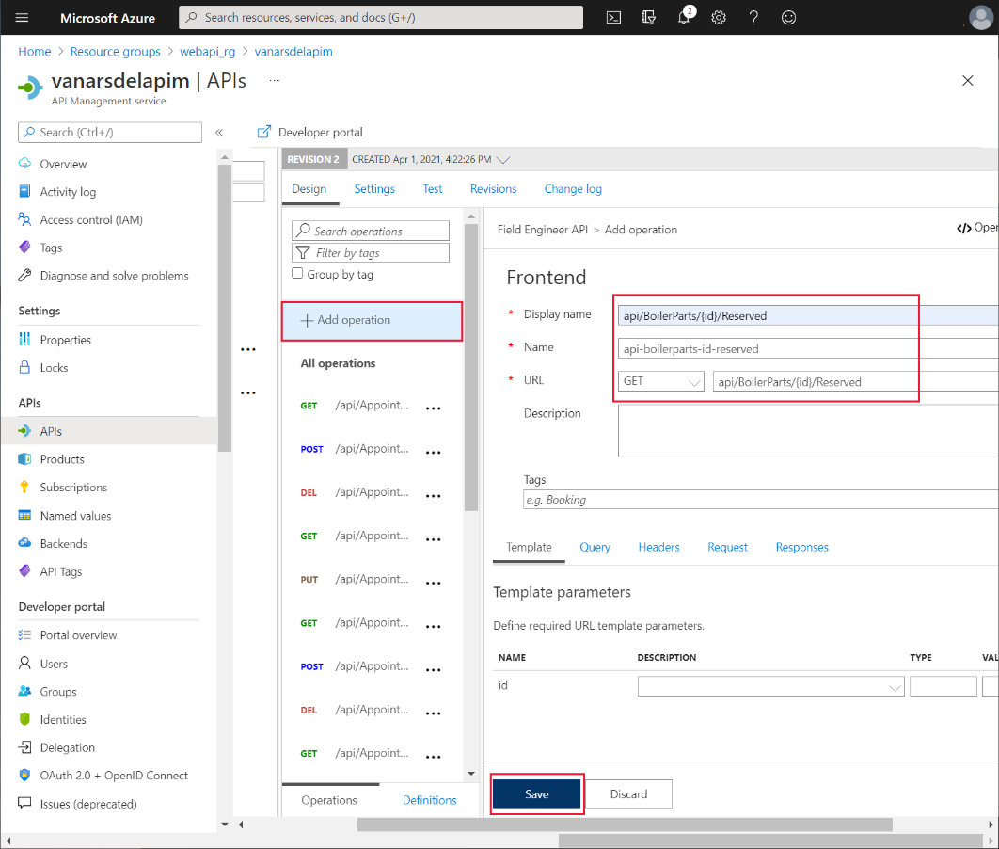 Microsoft Azure
Search resources, services, and docs (G+/)
2
Home > Resource groups > webapi_rg > vanarsdelapim
vanarsdelapim | APIs ...
API Management service
Search (Ctrl+/)
«
Developer portal
Overview
Activity log
Access control (IAM)
Tags
Diagnose and solve problems
Settings
Properties
Locks
APIs
APIs
Products
Subscriptions
Named values
Backends
API Tags
Developer portal
Portal overview
Users
Groups
Identities
Delegation
OAuth 2.0 + OpenID Connect
Issues (deprecated)
REVISION 2 CREATED Apr 1, 2021, 4:22:26 PM
Design Settings Test Revisions Change log
Search operations
Filter by tags
Group by tag
+ Add operation
All operations
GET /api/Appoint... ...
POST /api/Appoint... ...
DEL /api/Appoint... ...
GET /api/Appoint... ...
PUT /api/Appoint... ...
GET /api/Appoint... ...
POST /api/Appoint... ...
DEL /api/Appoint... ...
GET /api/Appoint... ...
Operations Definitions
Field Engineer API > Add operation
</> Oper
Frontend
* Display name api/BoilerParts/{id}/Reserved
* Name api-boilerparts-id-reserved
* URL GET api/BoilerParts/{id}/Reserved
Description
Tags
e.g. Booking
Template Query Headers Request Responses
Template parameters
Define required URL template parameters.
NAME DESCRIPTION TYPE VAL
id
Save Discard